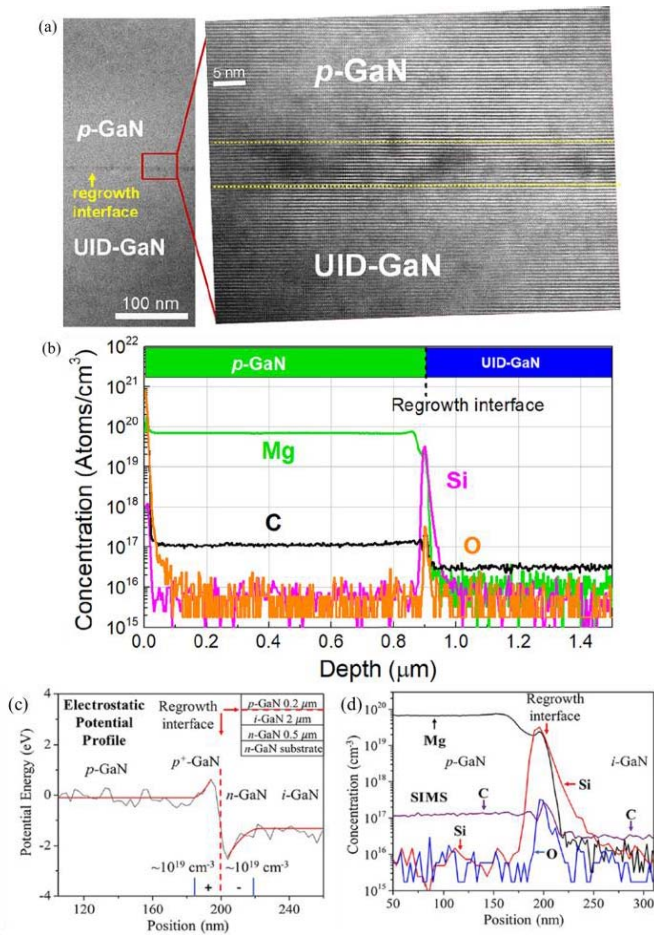 (a)
5 nm
p-GaN
p-GaN
regrowth
interface
UID-GaN
UID-GaN
100 nm
(b)
10²²
p-GaN
UID-GaN
10²¹
Regrowth interface
10²⁰
Mg
10¹⁹
Si
10¹⁸
C
O
10¹⁷
10¹⁶
10¹⁵
Concentration (Atoms/cm³)
0.0 0.2 0.4 0.6 0.8 1.0 1.2 1.4
Depth (μm)
(c)
Electrostatic
Potential
Profile
Regrowth
interface
p-GaN 0.2 μm
i-GaN 2 μm
n-GaN 0.5 μm
n-GaN substrate
4
2
0
-2
-4
Potential Energy (eV)
p-GaN
p⁺-GaN
n-GaN
i-GaN
~10¹⁹ cm⁻³
~10¹⁹ cm⁻³
+ -
120 160 200 240
Position (nm)
(d)
Regrowth
interface
10²⁰
10¹⁹
10¹⁸
10¹⁷
10¹⁶
10¹⁵
Concentration (cm⁻³)
Mg
p-GaN
i-GaN
Si
SIMS
C
C
Si
O
50 100 150 200 250 300
Position (nm)